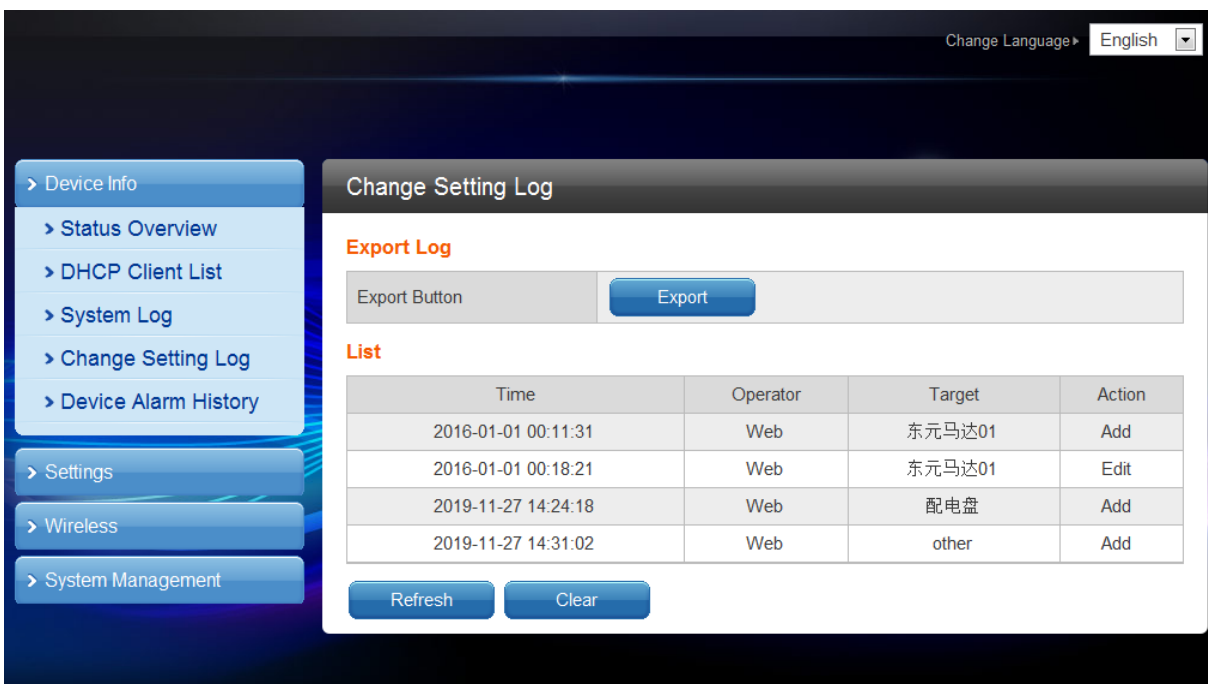 Change Language
English
Device Info
Status Overview
DHCP Client List
System Log
Change Setting Log
Device Alarm History
Settings
Wireless
System Management
Change Setting Log
Export Log
Export Button Export
List
Time Operator Target Action
2016-01-01 00:11:31 Web 东元马达01 Add
2016-01-01 00:18:21 Web 东元马达01 Edit
2019-11-27 14:24:18 Web 配电盘 Add
2019-11-27 14:31:02 Web other Add
Refresh Clear